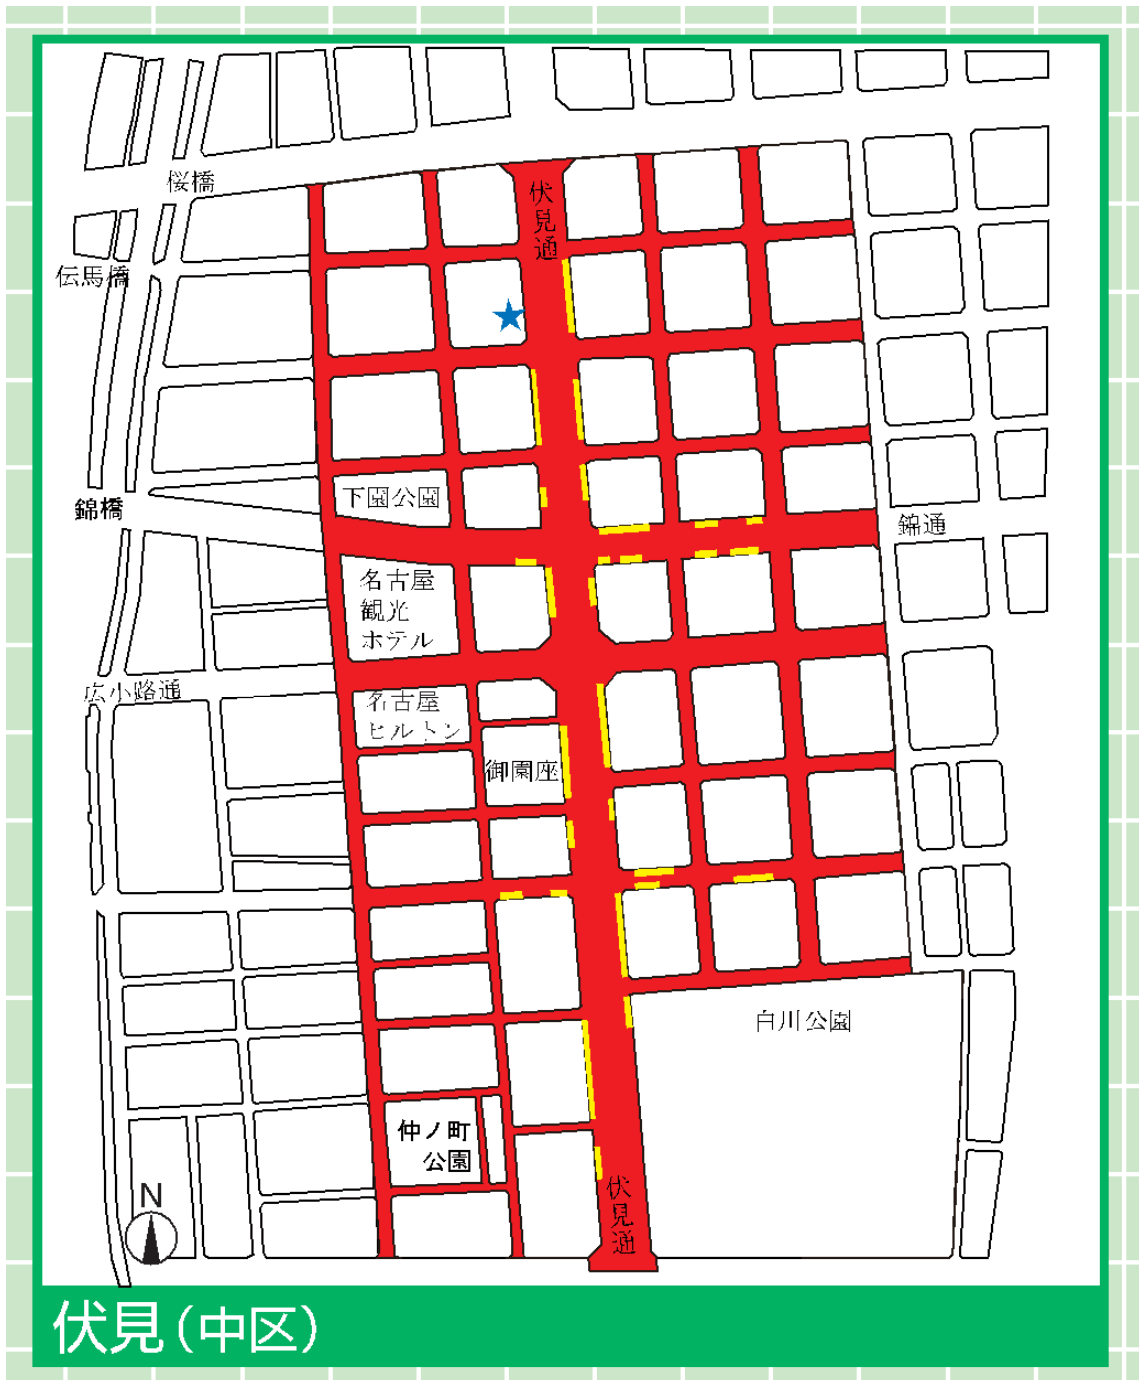 桜橋
伏見通
伝馬橋
下園公園
錦橋
錦通
名古屋
観光
ホテル
広小路通
名古屋
ヒルトン
御園座
白川公園
仲ノ町
公園
N
伏見通
伏見(中区)